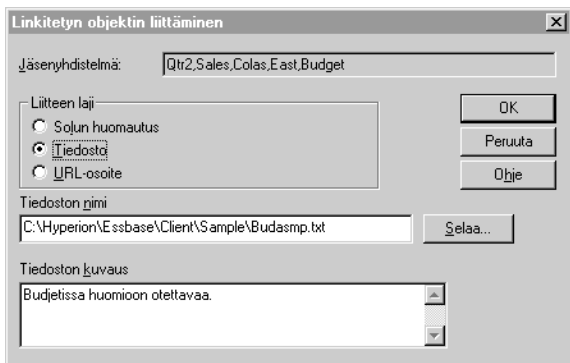 Linkitetyn objektin liittäminen
Jäsenyhdistelmä: Qtr2,Sales,Colas,East,Budget
Liitteen laji
Solun huomautus
Tiedosto
URL-osoite
OK
Peruuta
Ohje
Tiedoston nimi
C:\Hyperion\Essbase\Client\Sample\Budasmp.txt Selaa...
Tiedoston kuvaus
Budjetissa huomioon otettavaa.